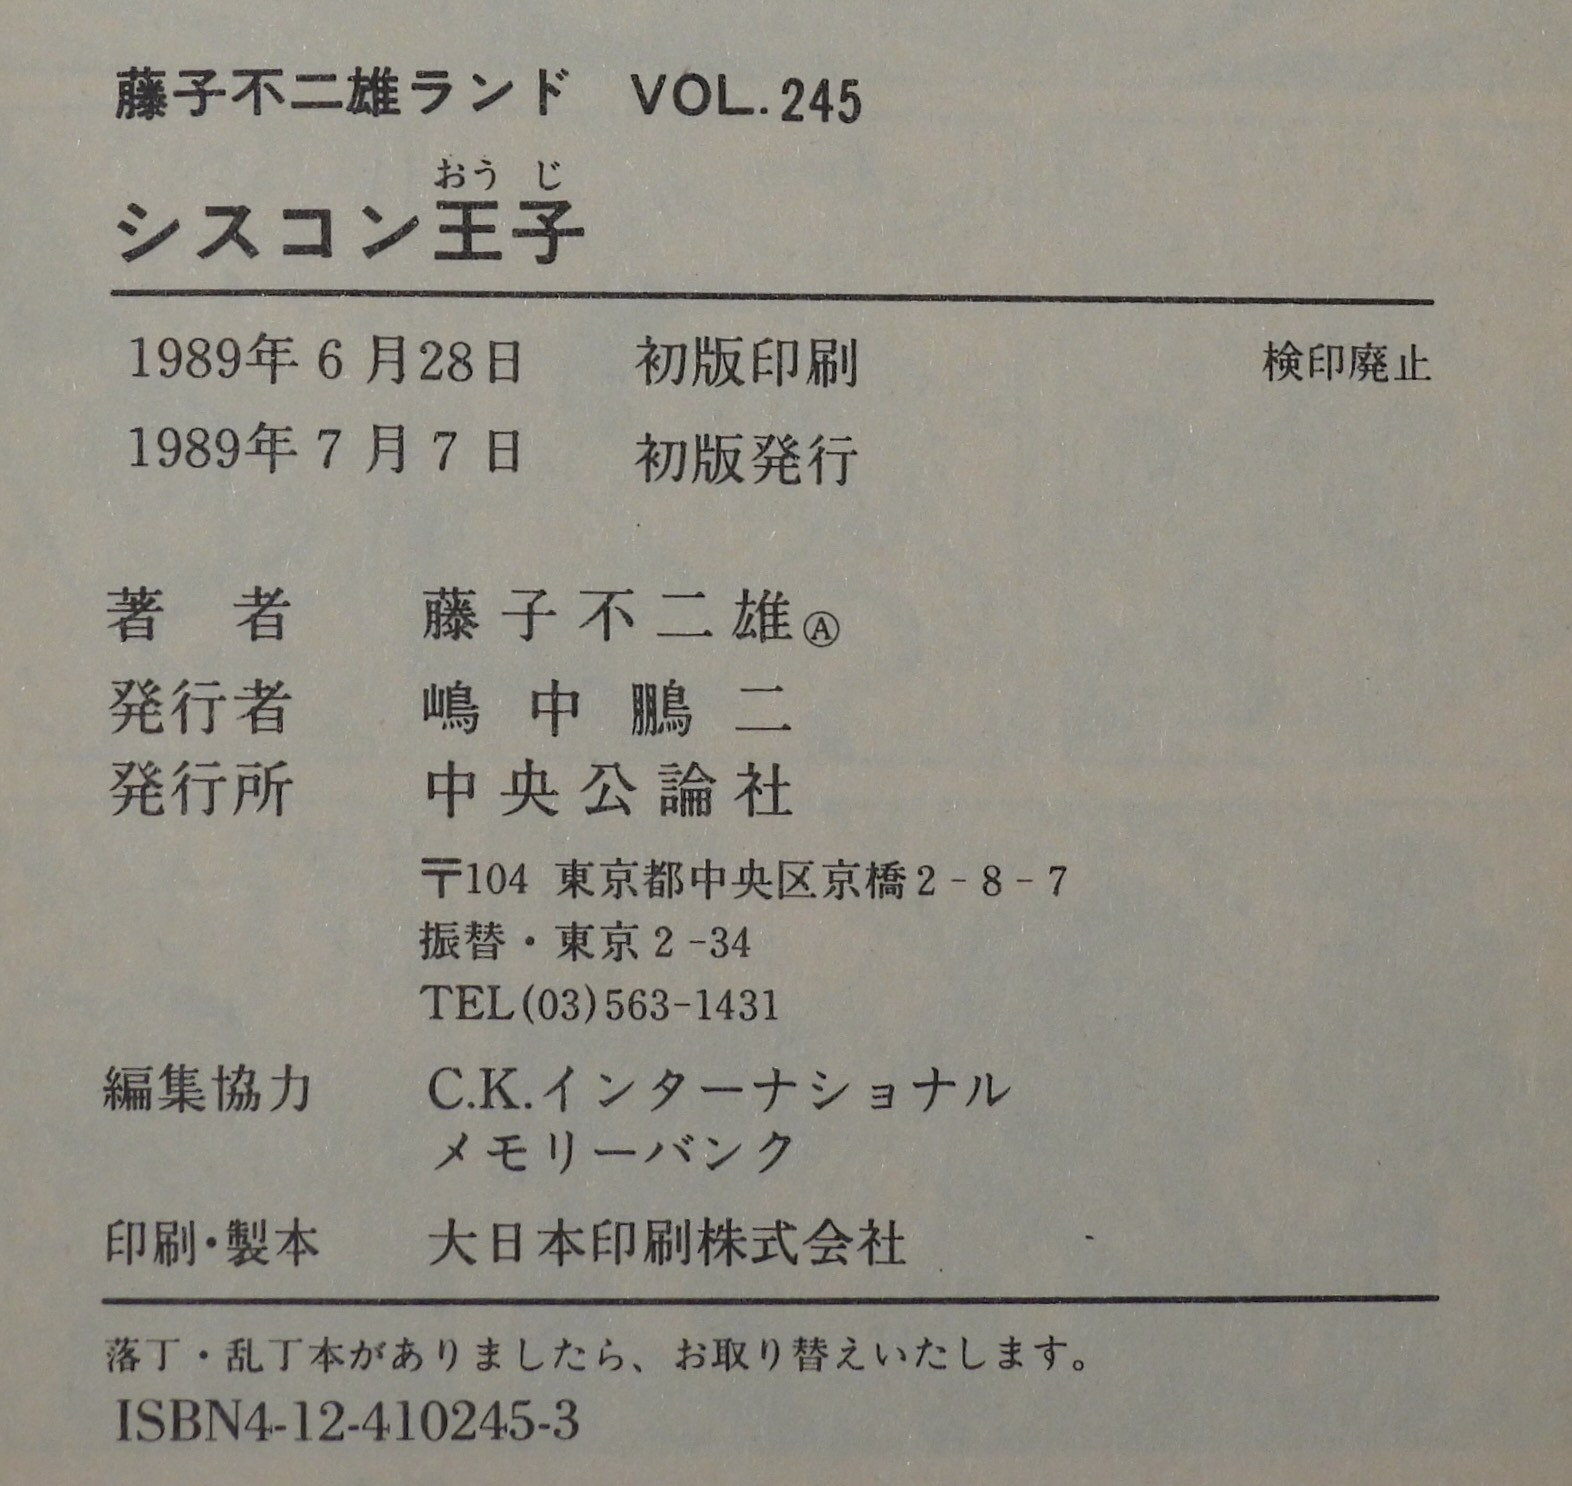 藤子不二雄ランド VOL.245
おうじ
シスコン王子
1989年6月28日 初版印刷 検印廃止
1989年7月7日 初版発行
著者 藤子不二雄Ⓐ
発行者 嶋中鵬二
発行所 中央公論社
〒104 東京都中央区京橋2-8-7
振替・東京2-34
TEL(03)563-1431
編集協力 C.K.インターナショナル
メモリーバンク
印刷・製本 大日本印刷株式会社
落丁・乱丁本がありましたら、お取り替えいたします。
ISBN4-12-410245-3